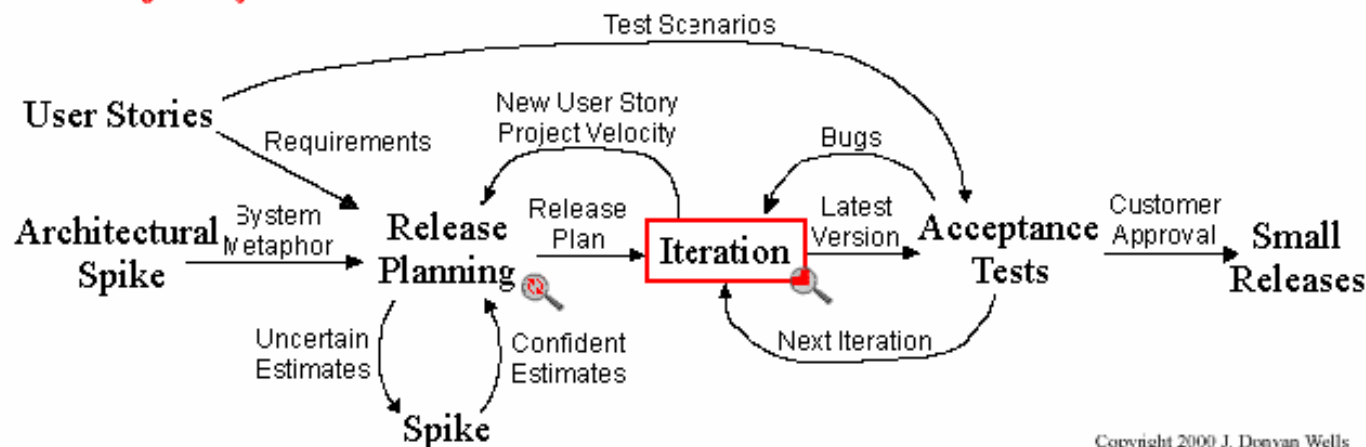 Test Scenarios
User Stories
New User Story
Project Velocity
Bugs
Requirements
Architectural
Spike
System
Metaphor
Release
Planning
Release
Plan
Iteration
Latest
Version
Acceptance
Tests
Customer
Approval
Small
Releases
Uncertain
Estimates
Confident
Estimates
Next Iteration
Spike
Copyright 2000 J. Donvan Wells